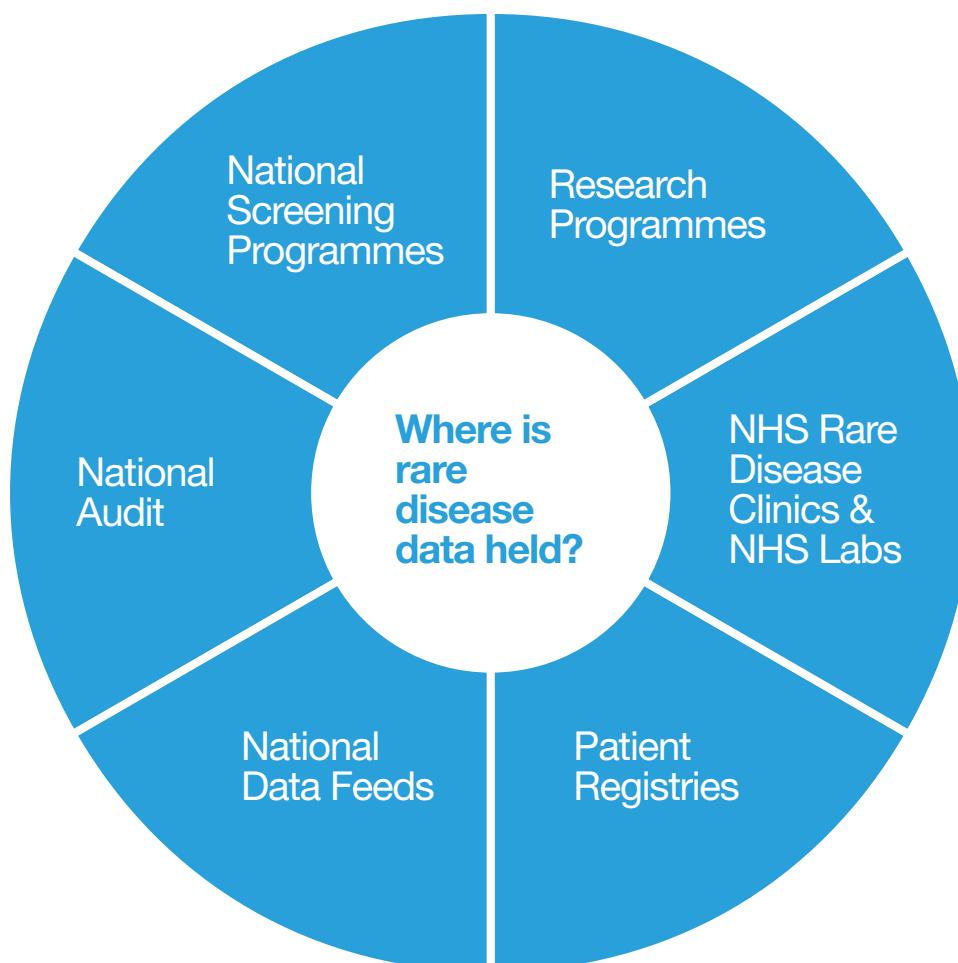 National
Screening
Programmes
Research
Programmes
National
Audit
Where is
rare
disease
data held?
NHS Rare
Disease
Clinics &
NHS Labs
National
Data Feeds
Patient
Registries